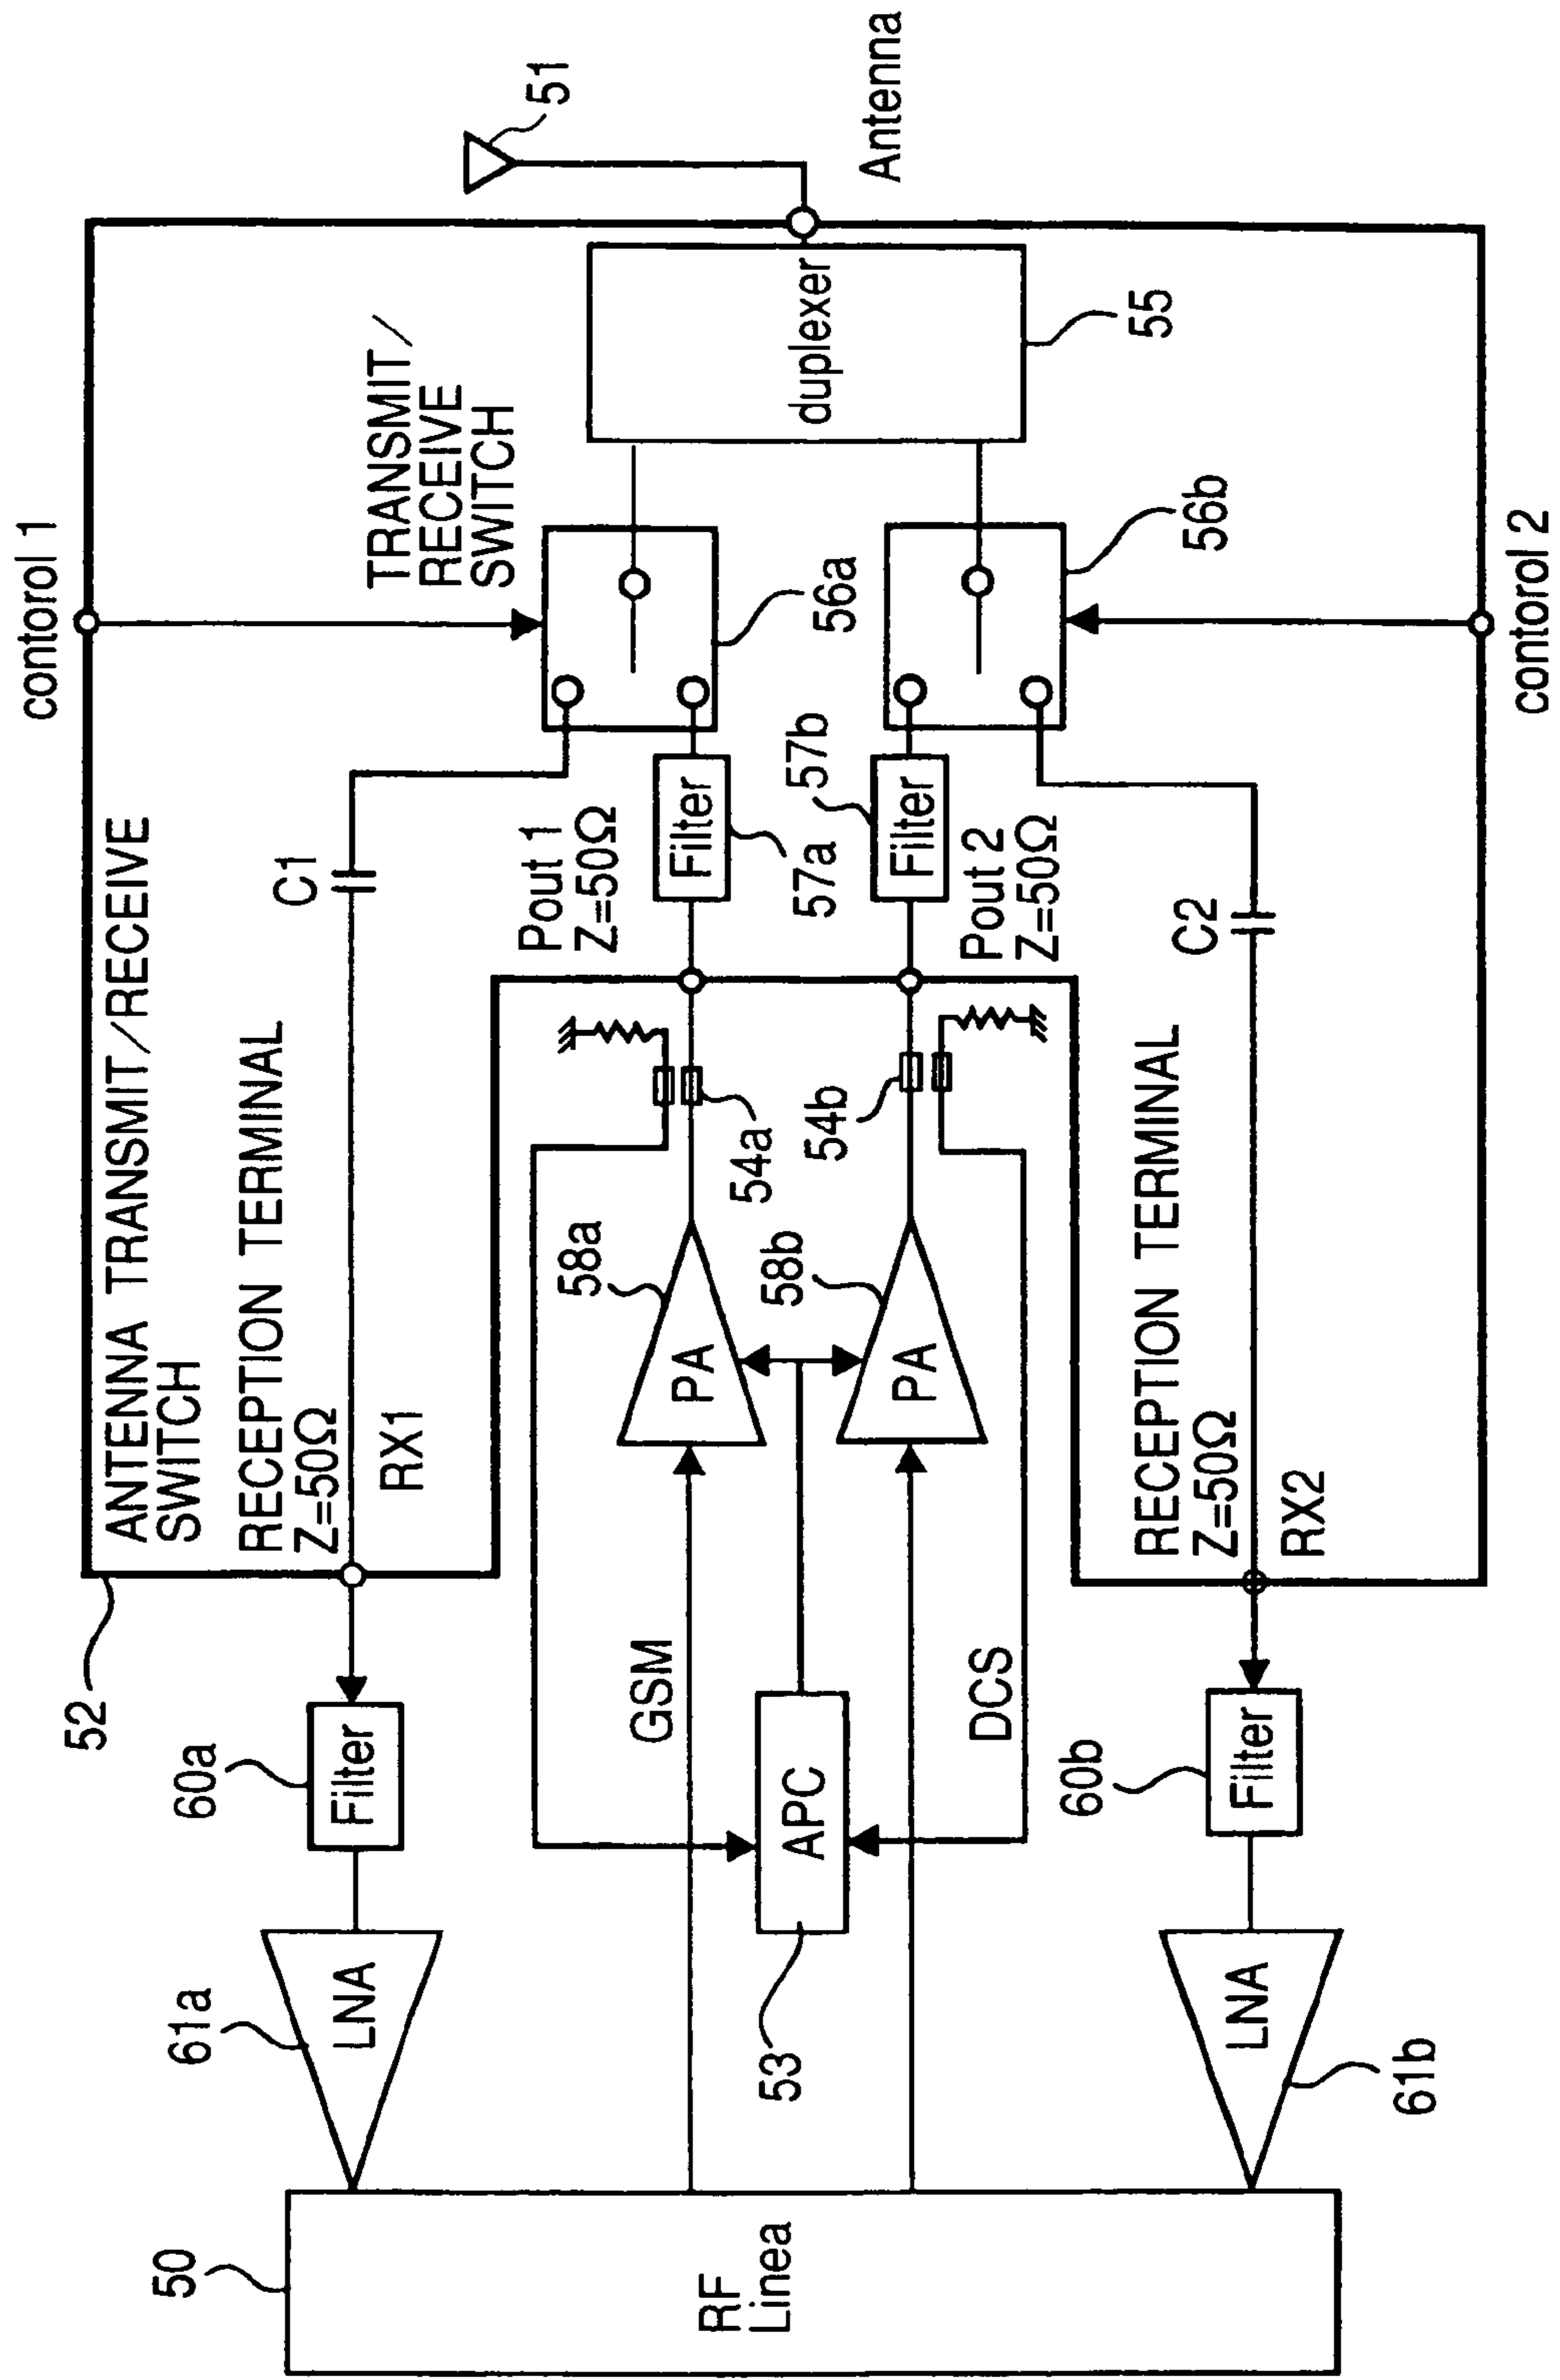 contorol 1
ANTENNA TRANSMIT/RECEIVE
SWITCH
52
TRANSMIT/
RECEIVE
SWITCH
51
Antenna
RECEPTION TERMINAL
Z=50Ω
RX1
C1
60a
Filter
61a
LNA
Pout 1
Z=50Ω
Filter
57a
56a
duplexer
55
58a
PA
54a
GSM
50
RF
Linea
APC
53
58b
PA
54b
DCS
57b
Filter
Pout 2
Z=50Ω
56b
RECEPTION TERMINAL
Z=50Ω
RX2
C2
60b
Filter
LNA
61b
contorol 2